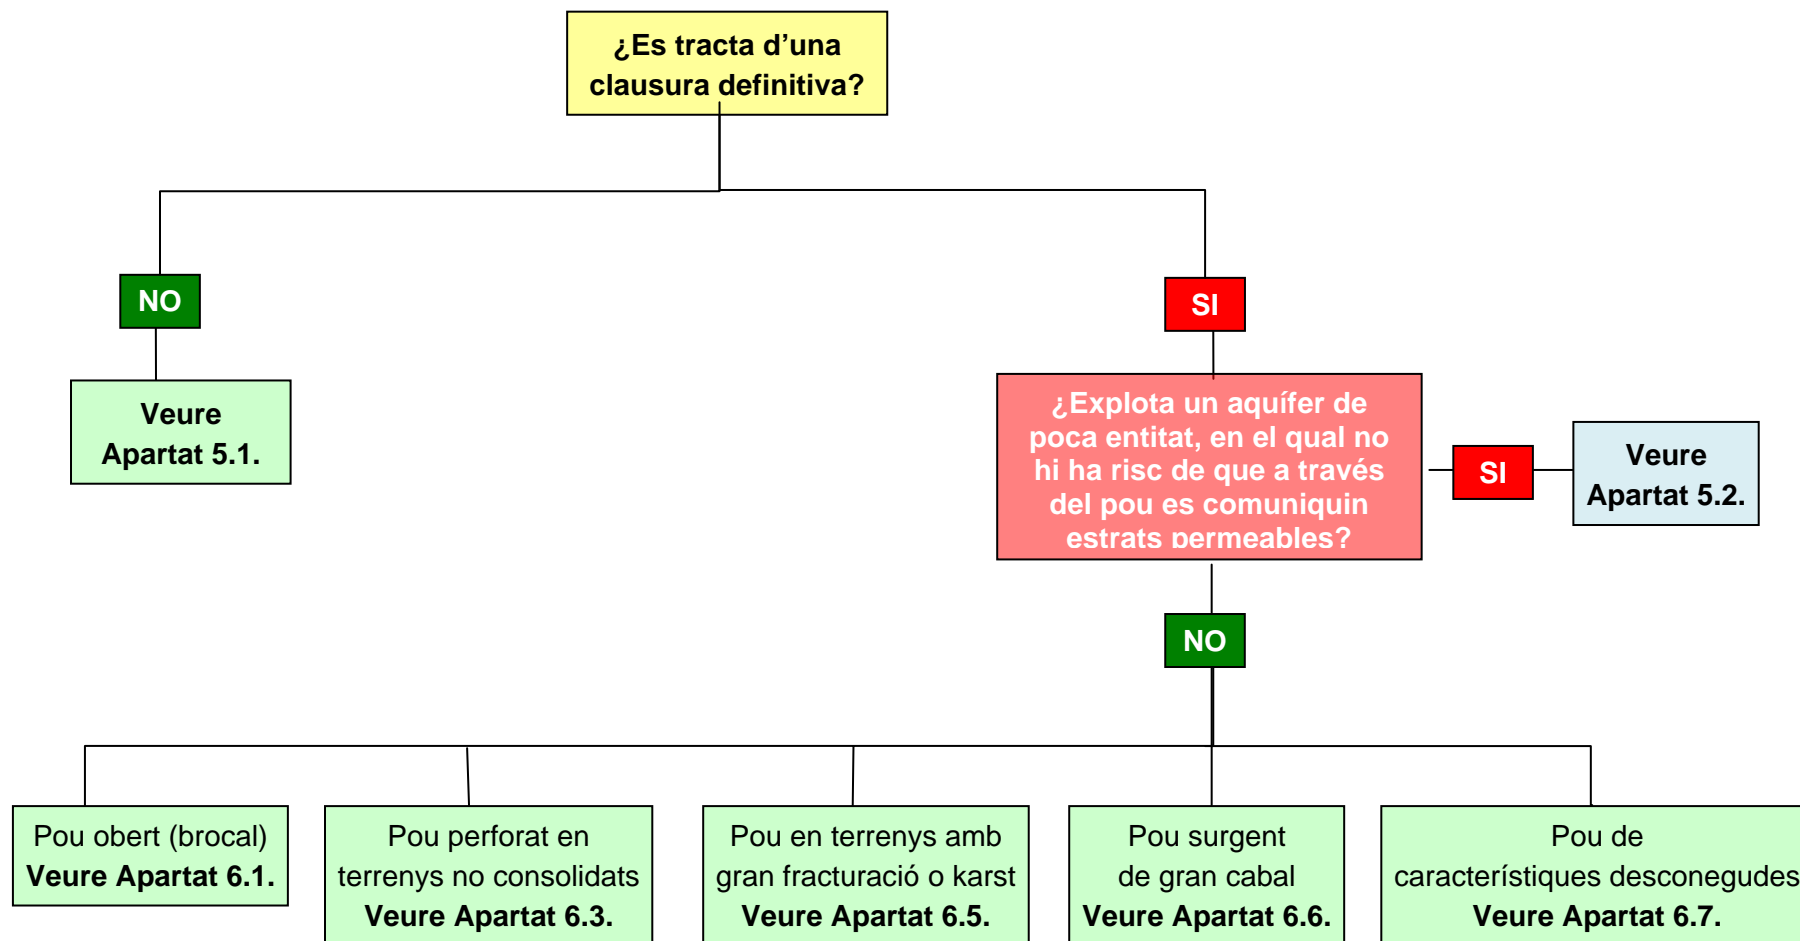 ¿Es tracta d’una
clausura definitiva?
NO
SI
Veure
Apartat 5.1.
¿Explota un aquífer de
poca entitat, en el qual no
hi ha risc de que a través
del pou es comuniquin
estrats permeables?
SI
Veure
Apartat 5.2.
NO
Pou obert (brocal)
Veure Apartat 6.1.
Pou perforat en
terrenys no consolidats
Veure Apartat 6.3.
Pou en terrenys amb
gran fracturació o karst
Veure Apartat 6.5.
Pou surgent
de gran cabal
Veure Apartat 6.6.
Pou de
característiques desconegudes
Veure Apartat 6.7.